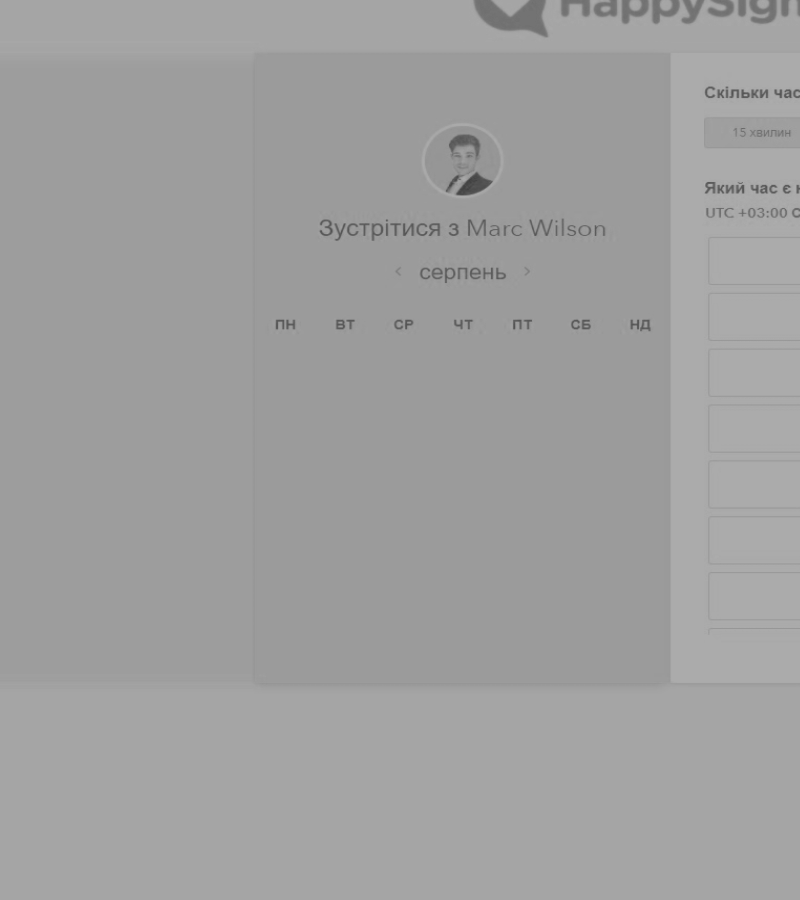 HappySign
Зустрітися з Marc Wilson
серпень
ПН ВТ СР ЧТ ПТ СБ НД
Скільки час
15 хвилин
Який час є
UTC +03:00